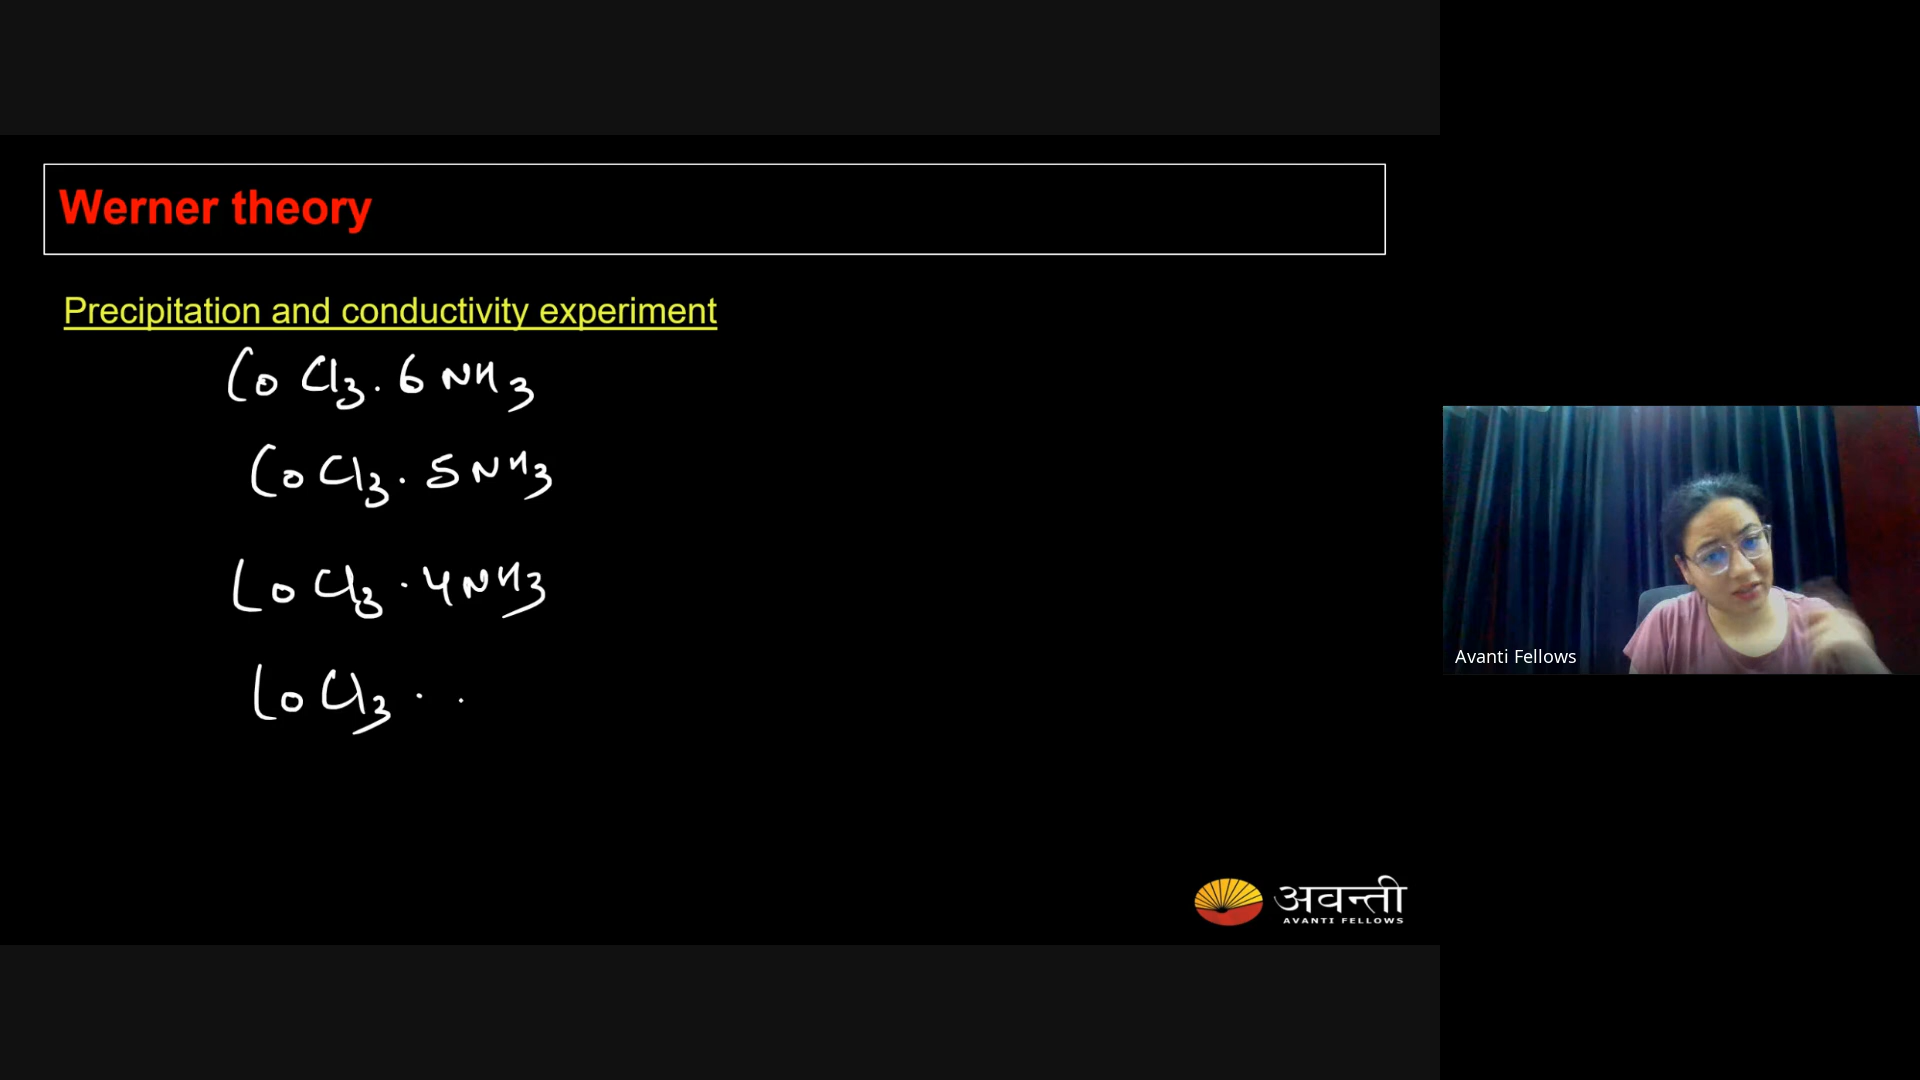 Werner theory
Precipitation and conductivity experiment
CoCl3.6NH3
CoCl3.5NH3
CoCl3.4NH3
CoCl3..
Avanti Fellows
अवन्ती
AVANTI FELLOWS